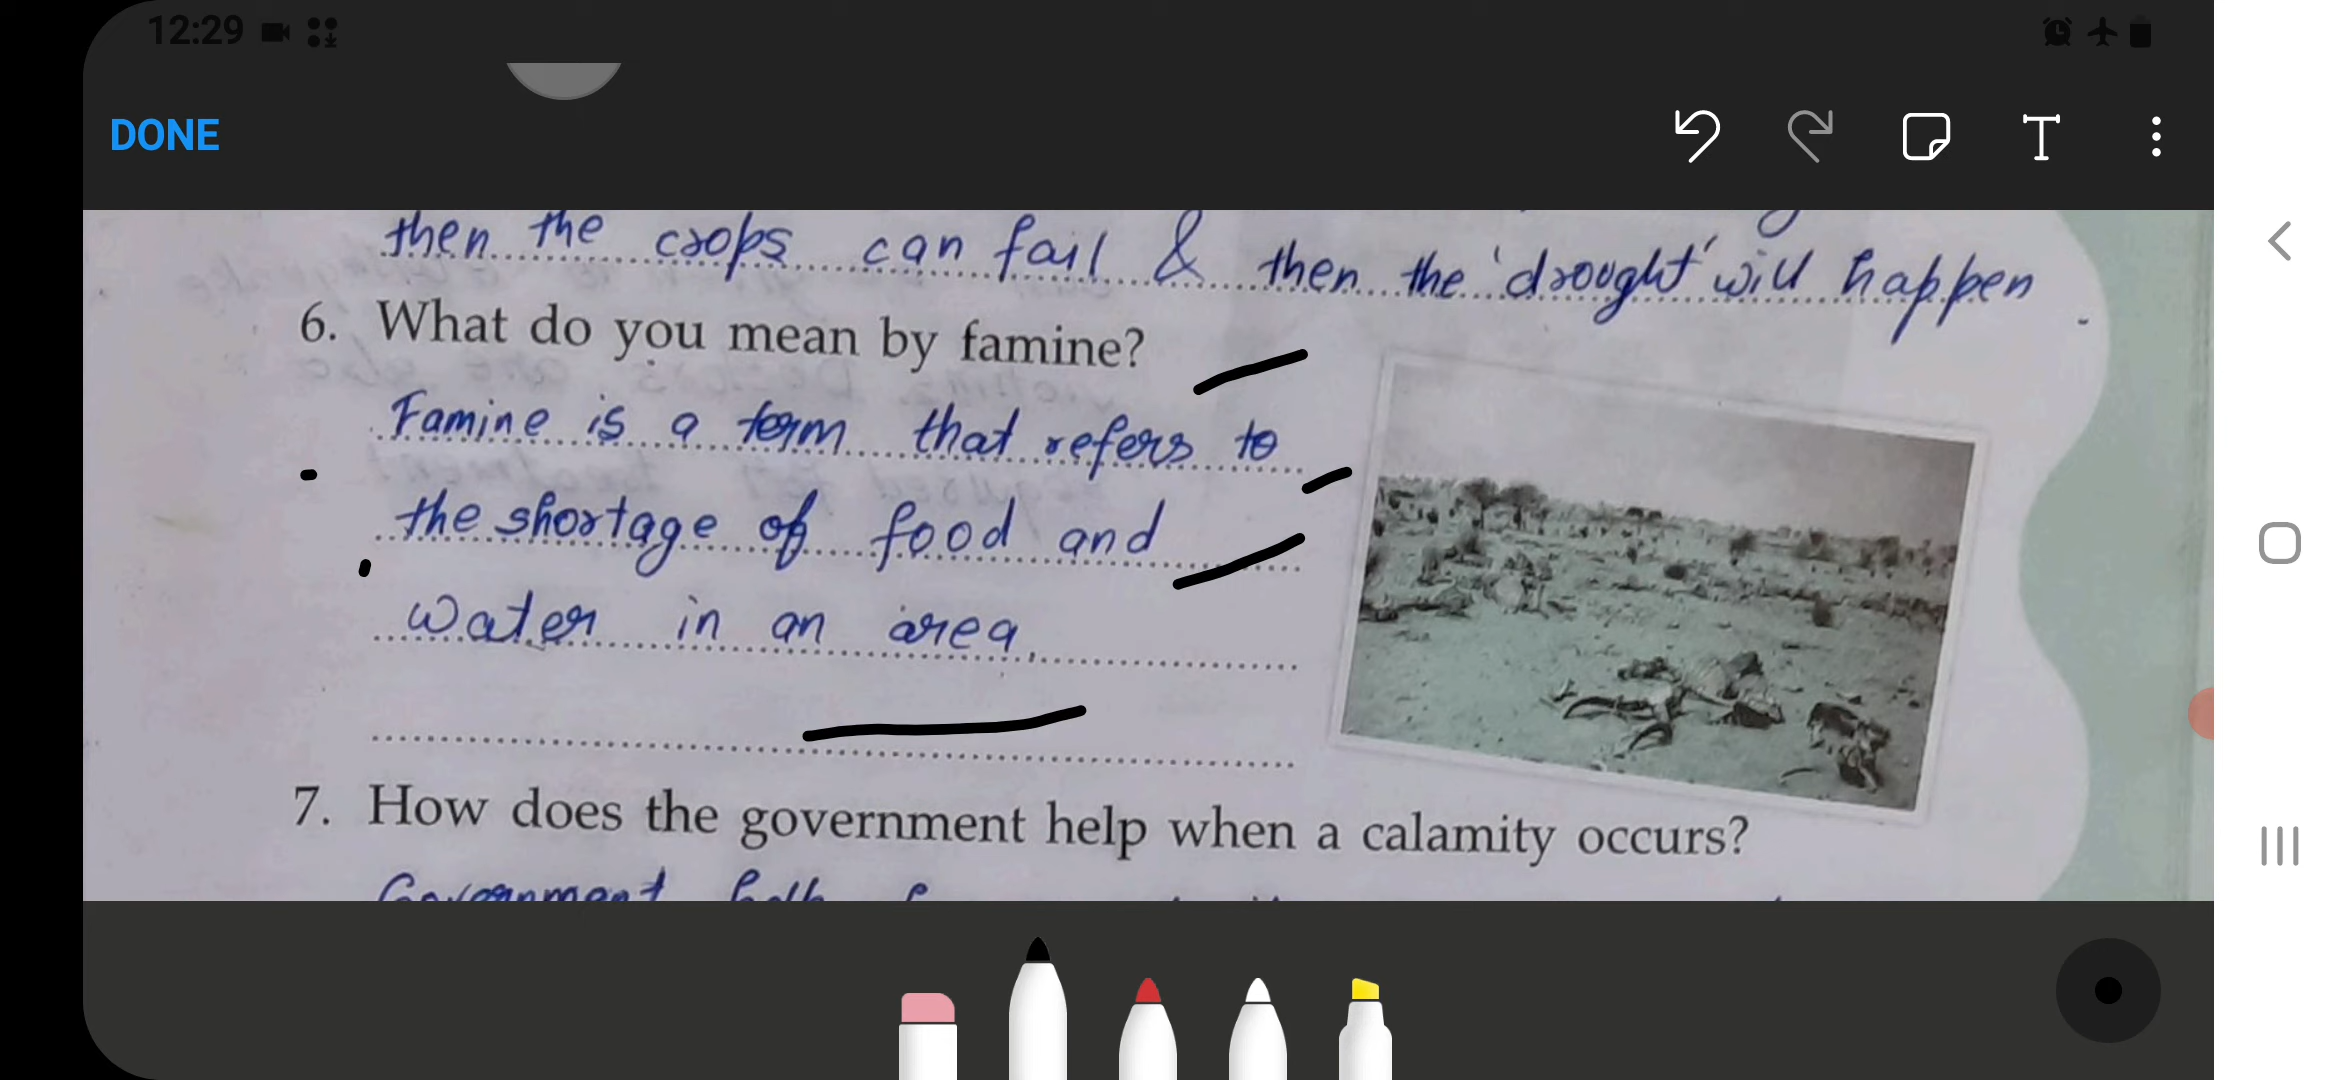 12:29
DONE
T
then the crops can fail & then the 'drought' will happen.
6. What do you mean by famine?
Famine is a term that refers to
the shortage of food and
water in an area.
7. How does the government help when a calamity occurs?
Government help